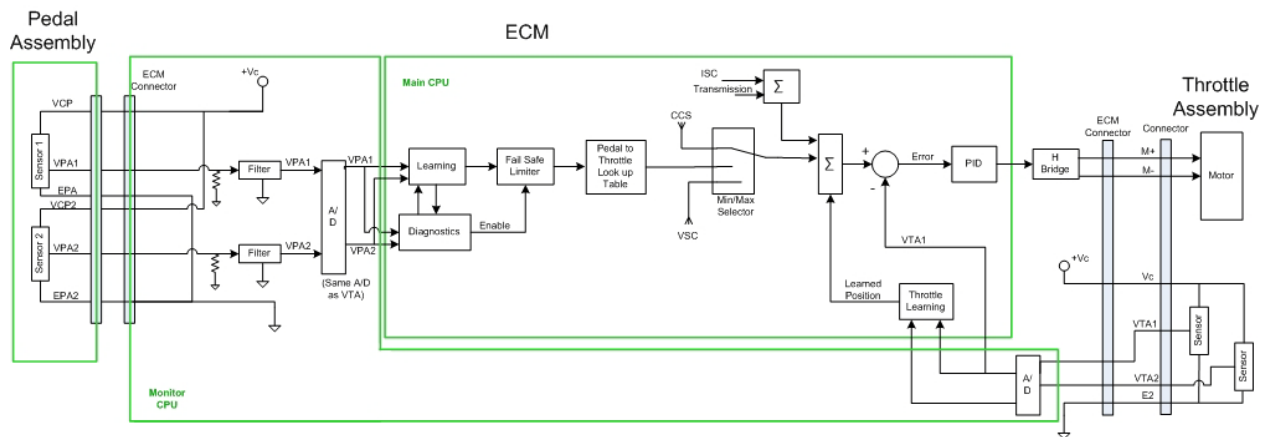 Pedal
Assembly
ECM
Throttle
Assembly
ECM
Connector
+Vc
Main CPU
ISC
Transmission
Σ
VCP
Sensor 1
VPA1
EPA
VCP2
Sensor 2
VPA2
EPA2
Filter
VPA1
Filter
VPA2
A/
D
(Same A/D
as VTA)
VPA1
VPA2
Learning
Diagnostics
Enable
Fail Safe
Limiter
Pedal to
Throttle
Look up
Table
CCS
Min/Max
Selector
VSC
Σ
+
-
Error
PID
VTA1
Learned
Position
Throttle
Learning
H
Bridge
ECM
Connector
Connector
M+
M-
Motor
+Vc
Vc
VTA1
Sensor
VTA2
Sensor
E2
A/
D
Monitor
CPU